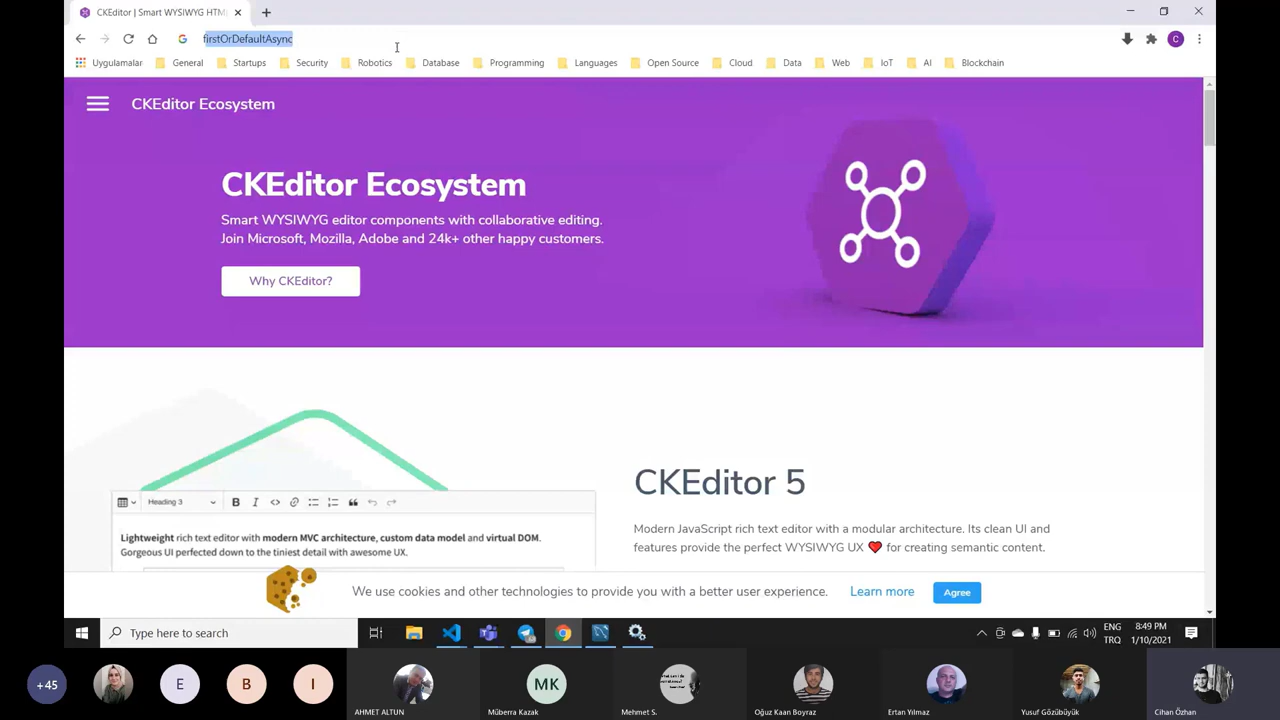 CKEditor | Smart WYSIWYG HTML
firstOrDefaultAsync
Uygulamalar General Startups Security Robotics Database Programming Languages Open Source Cloud Data Web IoT AI Blockchain
CKEditor Ecosystem
CKEditor Ecosystem
Smart WYSIWYG editor components with collaborative editing.
Join Microsoft, Mozilla, Adobe and 24k+ other happy customers.
Why CKEditor?
CKEditor 5
Heading 3 B I
Modern JavaScript rich text editor with a modular architecture. Its clean UI and
features provide the perfect WYSIWYG UX ❤ for creating semantic content.
Lightweight rich text editor with modern MVC architecture, custom data model and virtual DOM.
Gorgeous UI perfected down to the tiniest detail with awesome UX.
We use cookies and other technologies to provide you with a better user experience. Learn more Agree
Type here to search
ENG
TRQ
8:49 PM
1/10/2021
C
+45 E B I MK
AHMET ALTUN Müberra Kazak Mehmet S. Oğuz Kaan Boyraz Ertan Yılmaz Yusuf Gözübüyük Cihan Özhan